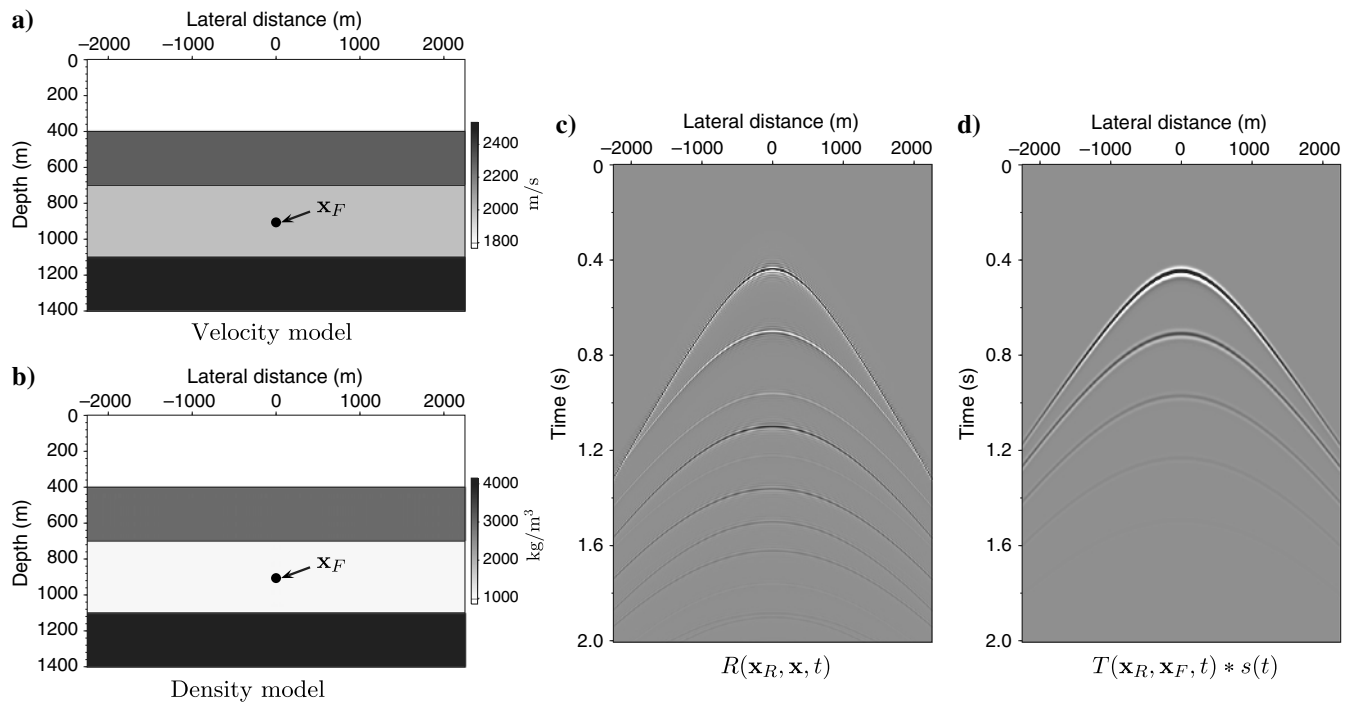 a)
Lateral distance (m)
−2000 −1000 0 1000 2000
Depth (m)
0
200
400
600
800
1000
1200
1400
x_F
2400
2200
2000
1800
m/s
Velocity model
b)
Lateral distance (m)
−2000 −1000 0 1000 2000
Depth (m)
0
200
400
600
800
1000
1200
1400
x_F
4000
3000
2000
1000
kg/m³
Density model
c)
Lateral distance (m)
−2000 −1000 0 1000 2000
Time (s)
0
0.4
0.8
1.2
1.6
2.0
R(x_R, x, t)
d)
Lateral distance (m)
−2000 −1000 0 1000 2000
Time (s)
0
0.4
0.8
1.2
1.6
2.0
T(x_R, x_F, t) ∗ s(t)